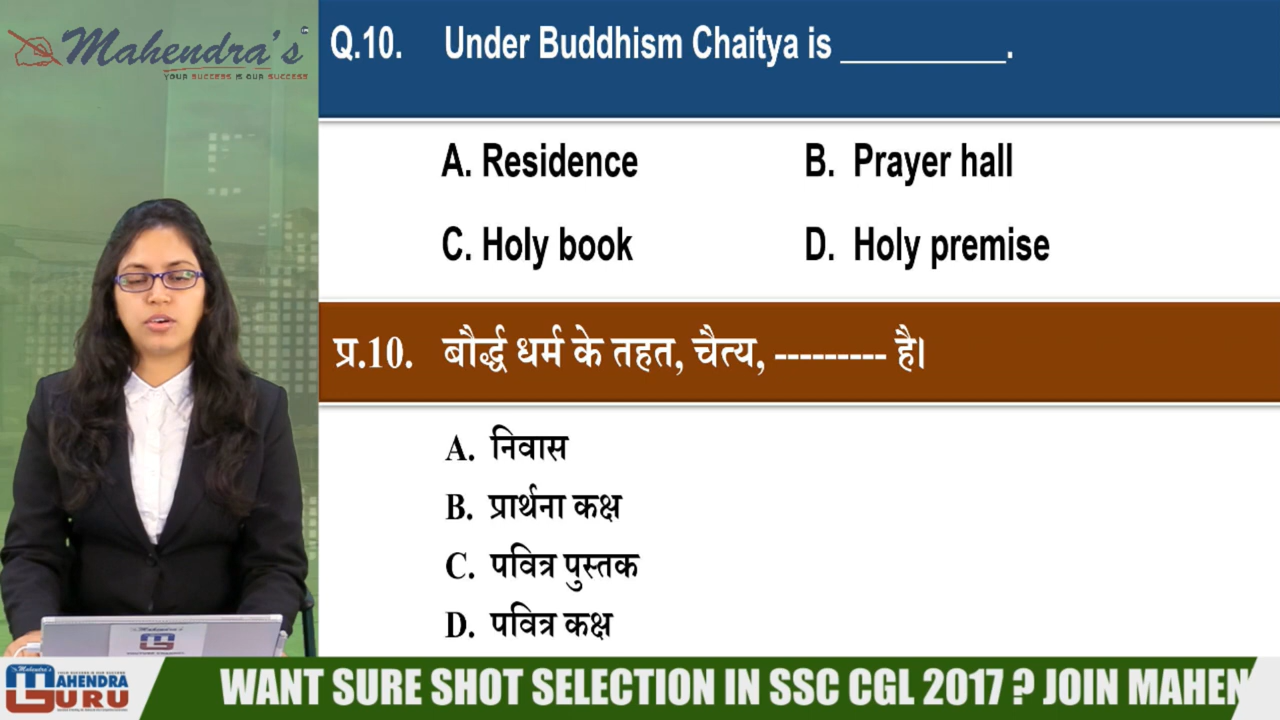 Mahendra's
YOUR SUCCESS IS OUR SUCCESS
Q.10. Under Buddhism Chaitya is __________.
A. Residence B. Prayer hall
C. Holy book D. Holy premise
प्र.10. बौर्द्ध धर्म के तहत, चैत्य, --------- है।
A. निवास
B. प्रार्थना कक्ष
C. पवित्र पुस्तक
D. पवित्र कक्ष
Mahendra's
MAHENDRA
GURU
WANT SURE SHOT SELECTION IN SSC CGL 2017 ? JOIN MAHEN